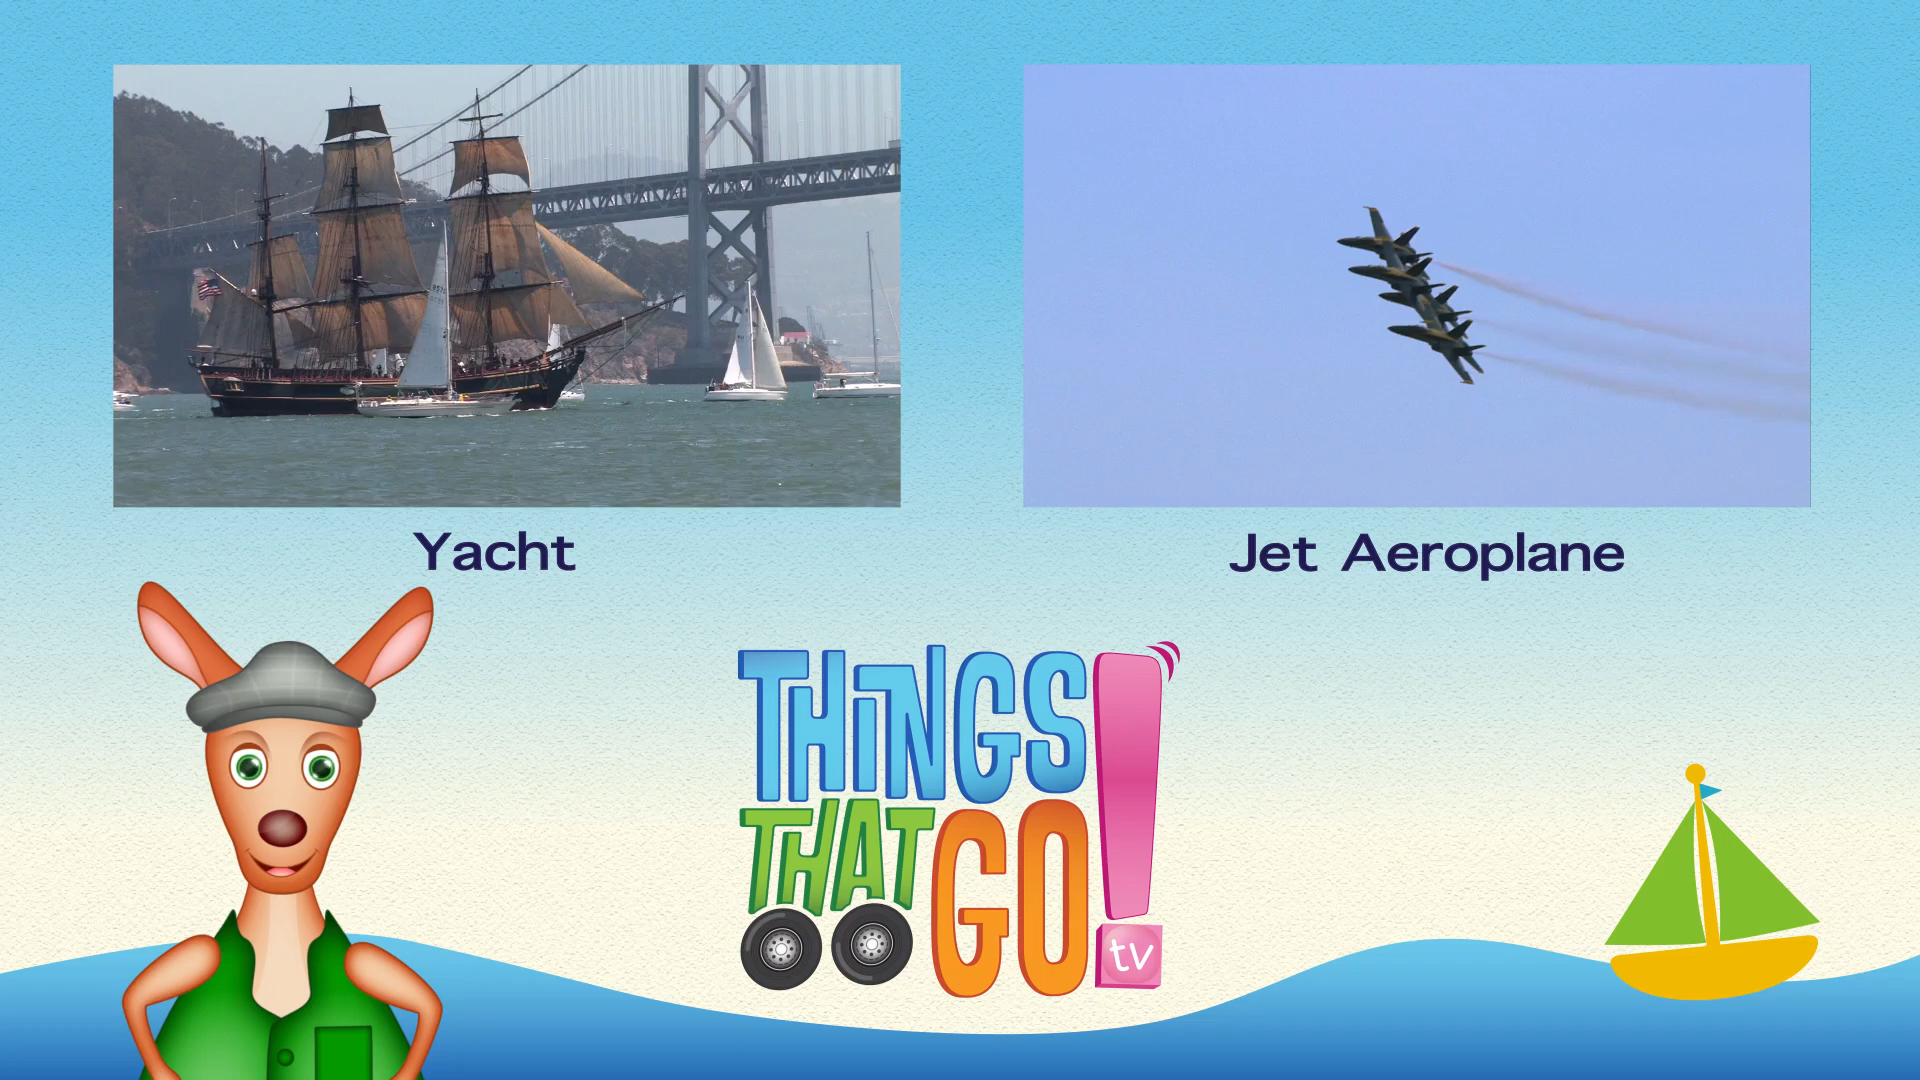 Yacht
Jet Aeroplane
THINGS
THAT GO!
tv